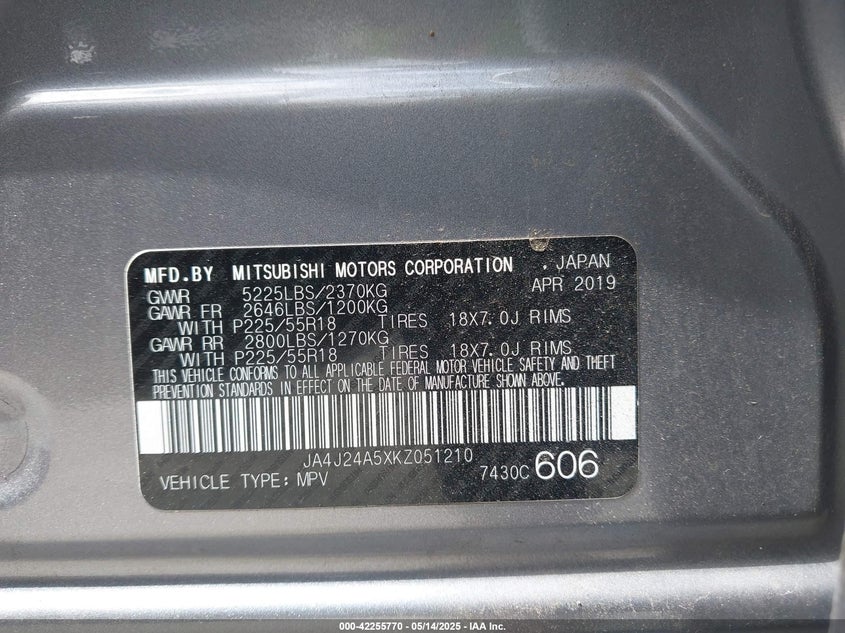 MFD.BY MITSUBISHI MOTORS CORPORATION . JAPAN
GVWR 5225LBS/2370KG APR 2019
GAWR FR 2646LBS/1200KG
WITH P225/55R18 TIRES 18X7.0J RIMS
GAWR RR 2800LBS/1270KG
WITH P225/55R18 TIRES 18X7.0J RIMS
THIS VEHICLE CONFORMS TO ALL APPLICABLE FEDERAL MOTOR VEHICLE SAFETY AND THEFT
PREVENTION STANDARDS IN EFFECT ON THE DATE OF MANUFACTURE SHOWN ABOVE.
JA4J24A5XKZ051210
VEHICLE TYPE: MPV 7430C 606
000-42255770 - 05/14/2025 - IAA Inc.